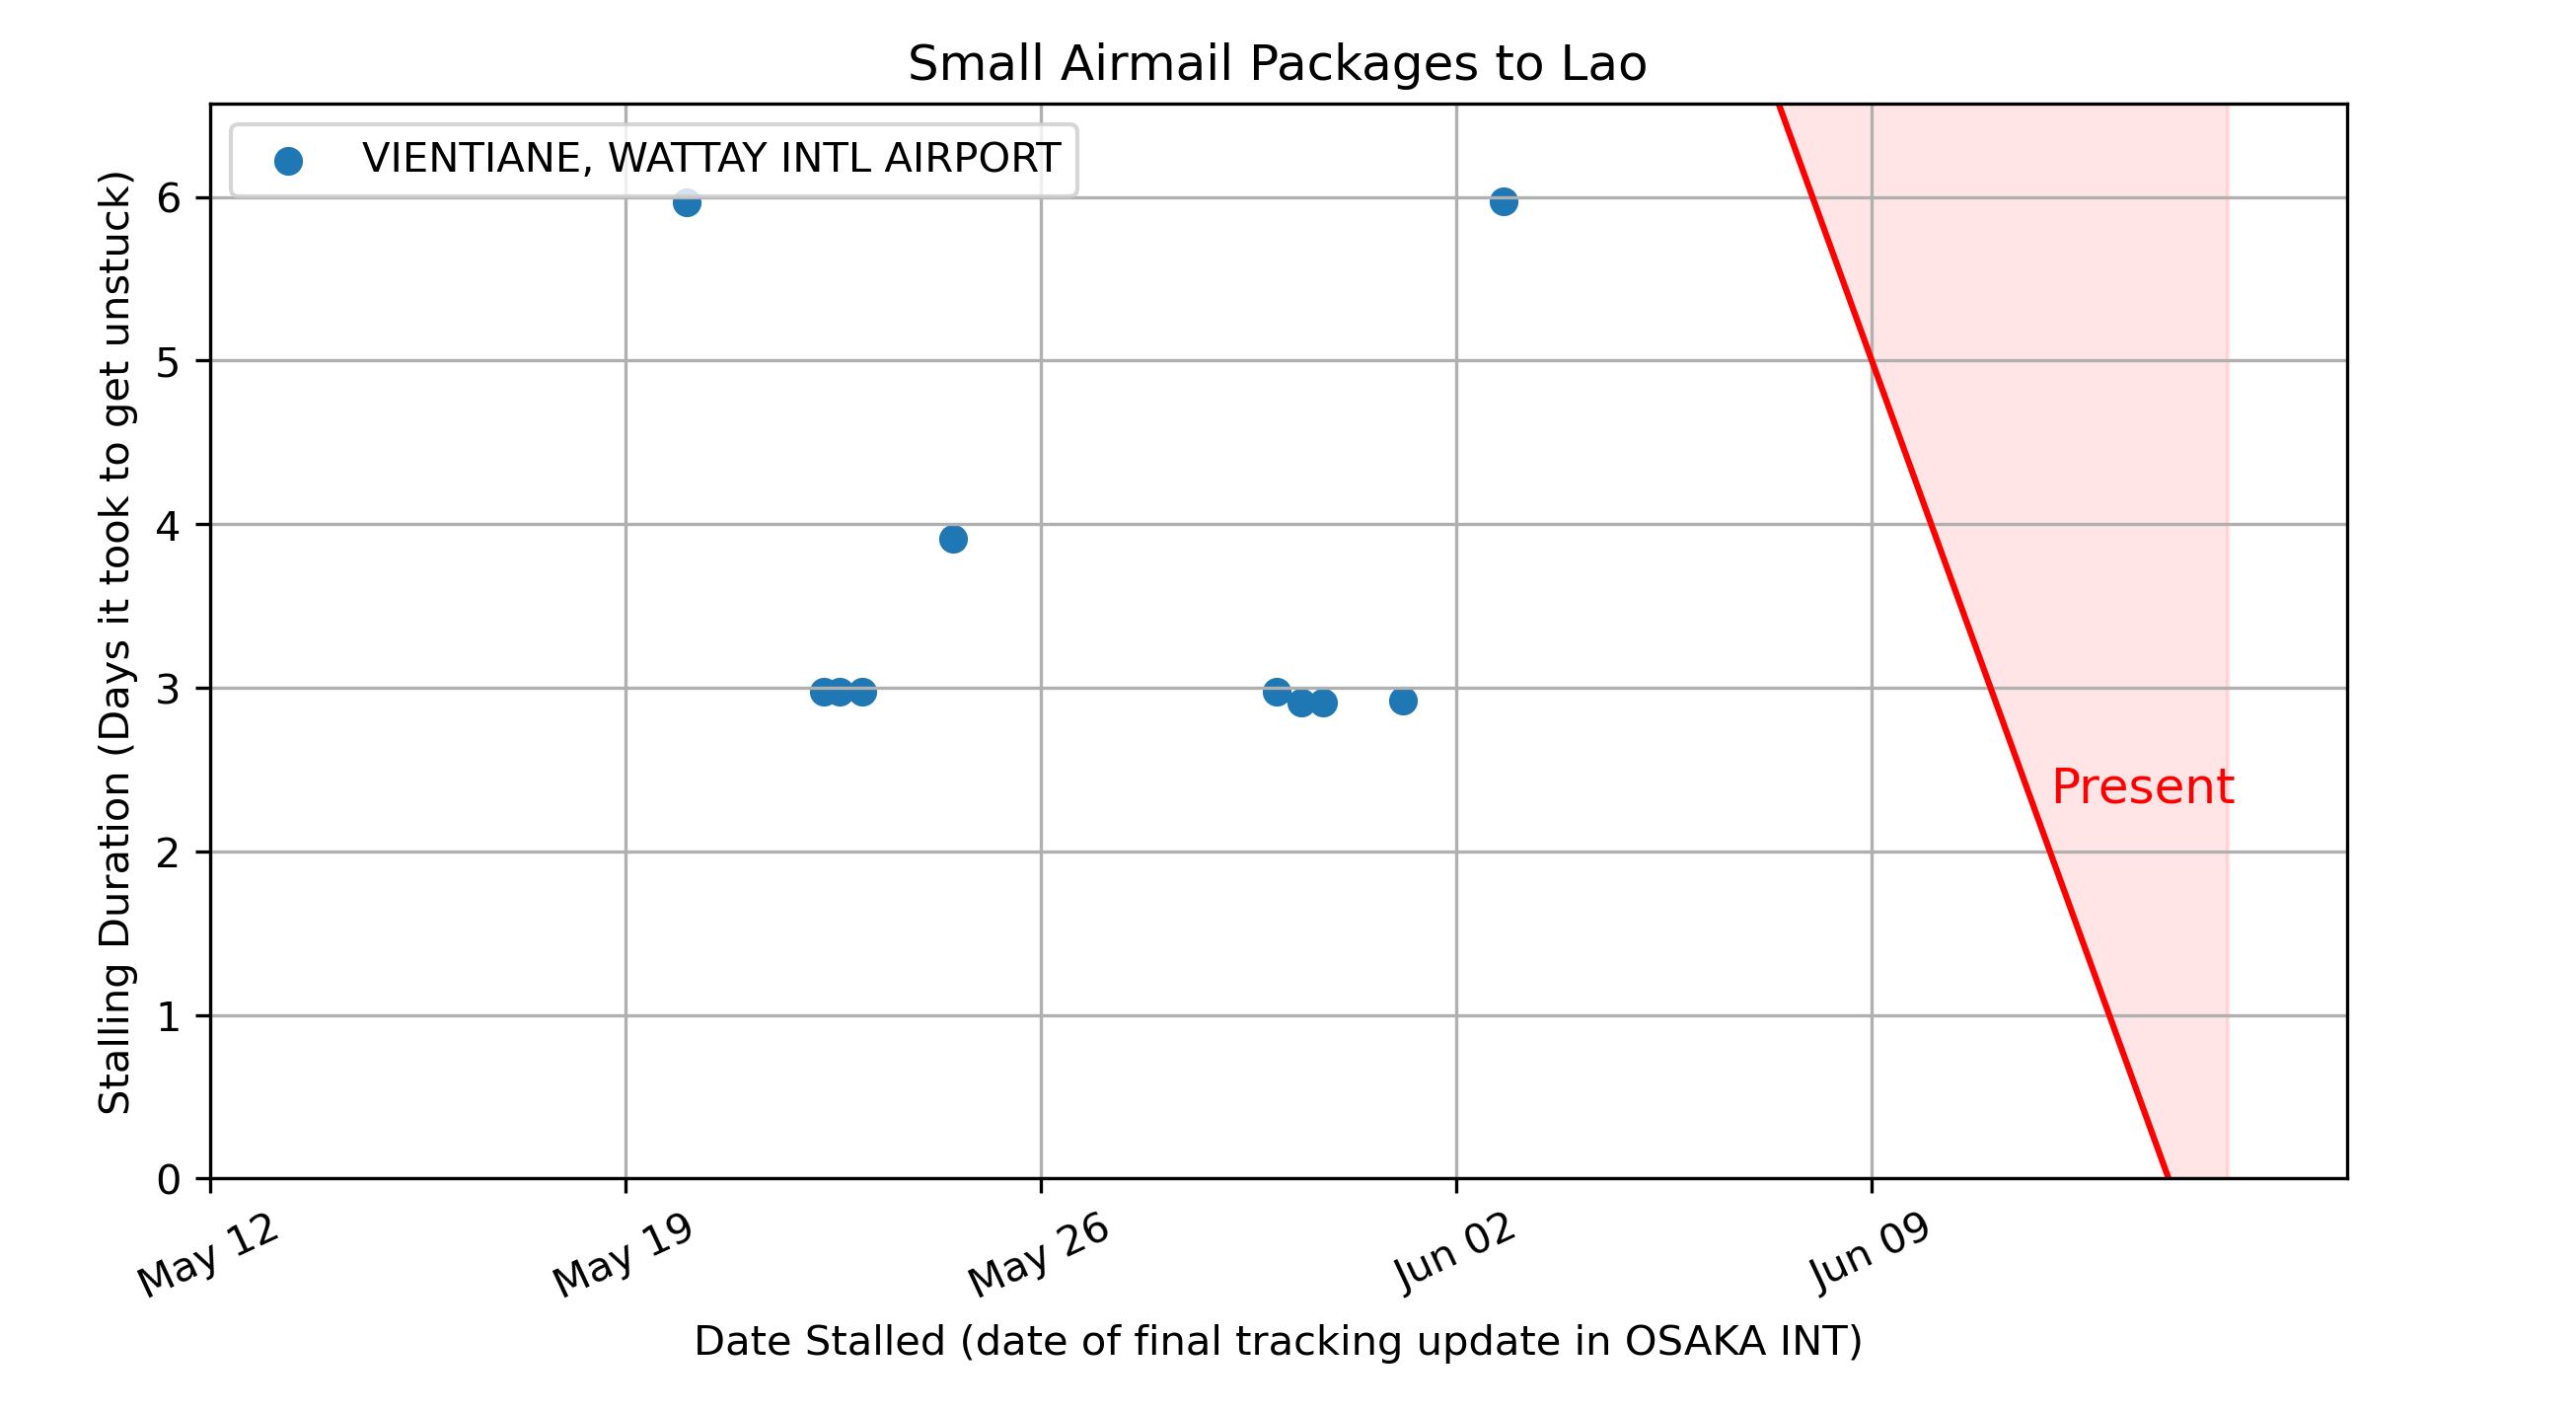 Small Airmail Packages to Lao
VIENTIANE, WATTAY INTL AIRPORT
Stalling Duration (Days it took to get unstuck)
6
5
4
3
2
1
0
Present
May 12
May 19
May 26
Jun 02
Jun 09
Date Stalled (date of final tracking update in OSAKA INT)